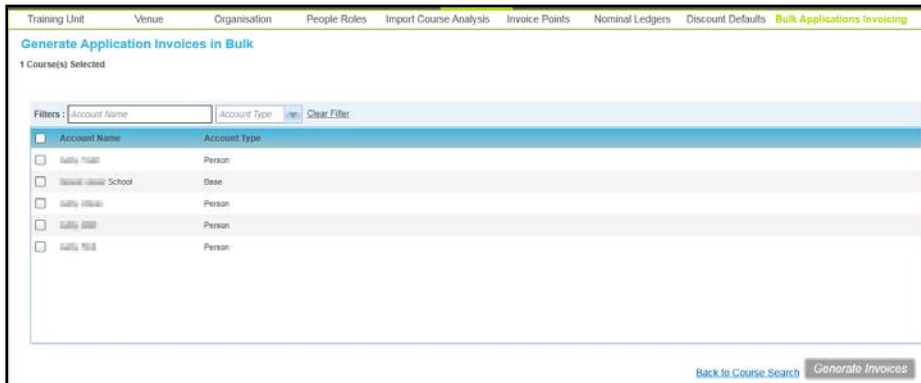 Training Unit Venue Organisation People Roles Import Course Analysis Invoice Points Nominal Ledgers Discount Defaults Bulk Applications Invoicing
Generate Application Invoices in Bulk
1 Course(s) Selected
Filters : Account Name Account Type Clear Filter
Account Name Account Type
Person
School Base
Person
Person
Person
Back to Course Search Generate Invoices